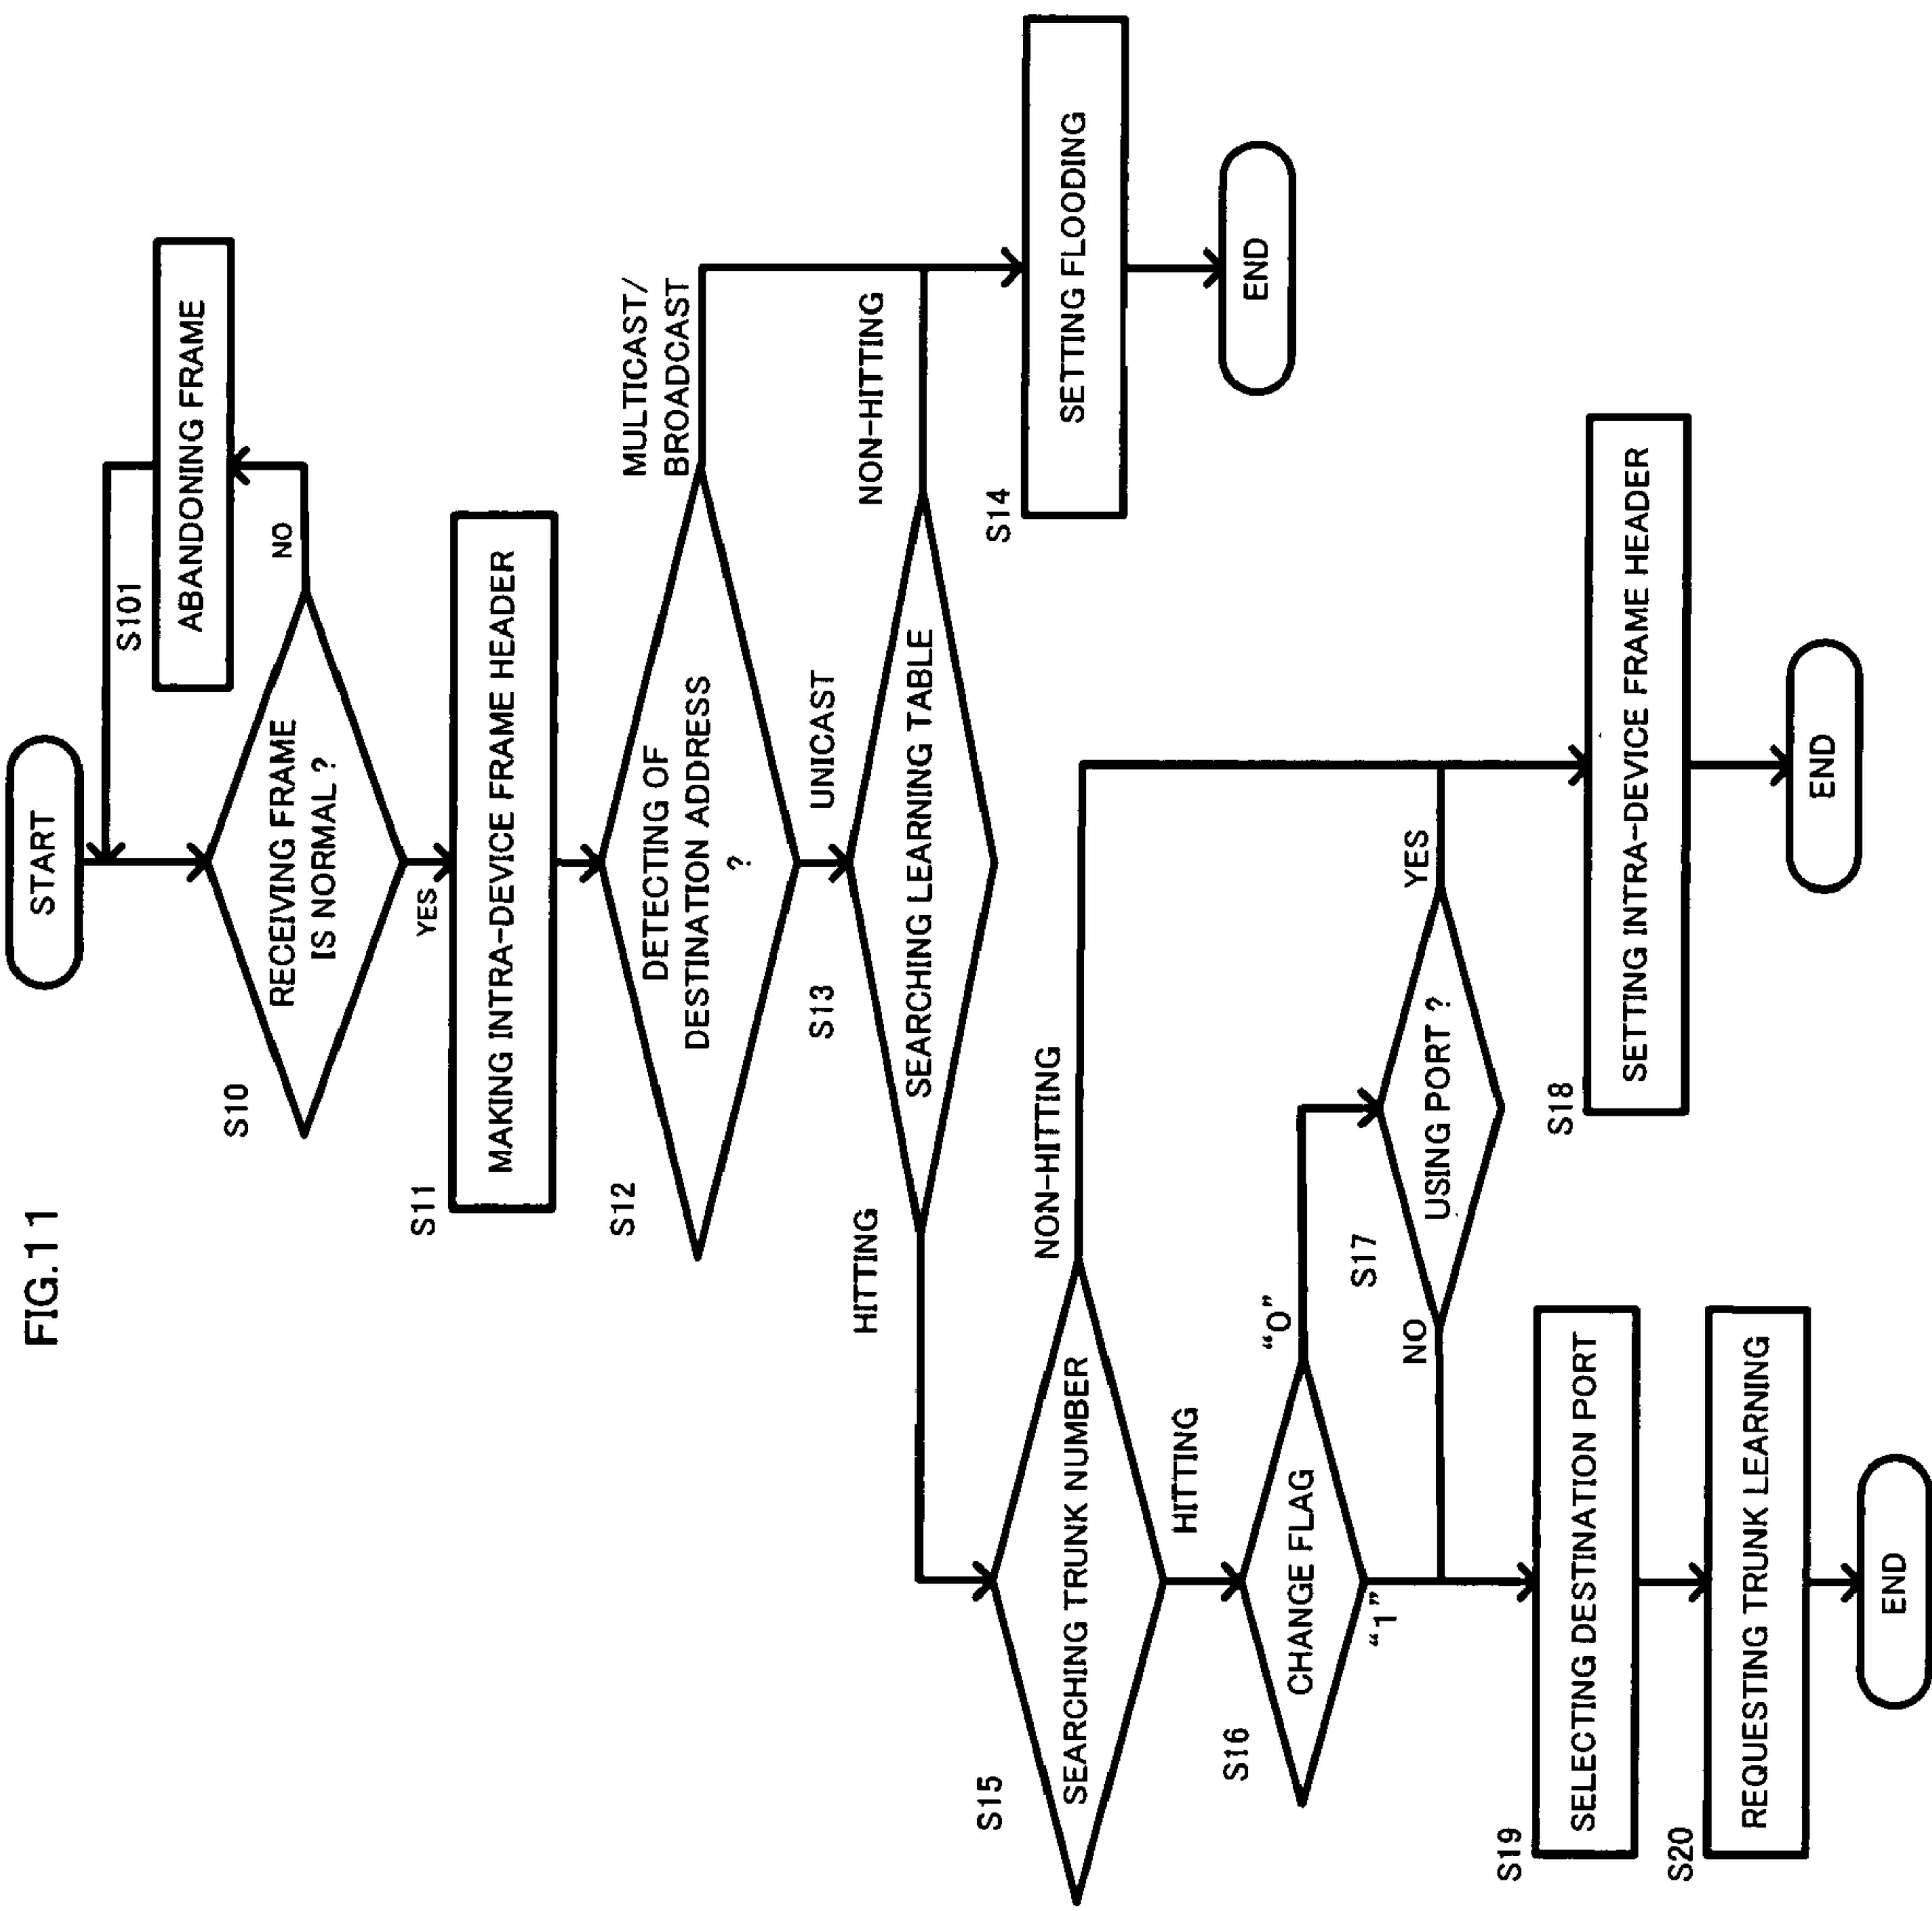 FIG.11
START
S101
ABANDONING FRAME
S10
RECEIVING FRAME
IS NORMAL ?
NO
YES
S11
MAKING INTRA-DEVICE FRAME HEADER
S12
DETECTING OF
DESTINATION ADDRESS
?
MULTICAST/
BROADCAST
UNICAST
S13
SEARCHING LEARNING TABLE
HITTING
NON-HITTING
S14
SETTING FLOODING
END
S15
SEARCHING TRUNK NUMBER
NON-HITTING
HITTING
S16
CHANGE FLAG
“0”
“1”
S17
USING PORT ?
NO
YES
S18
SETTING INTRA-DEVICE FRAME HEADER
END
S19
SELECTING DESTINATION PORT
S20
REQUESTING TRUNK LEARNING
END